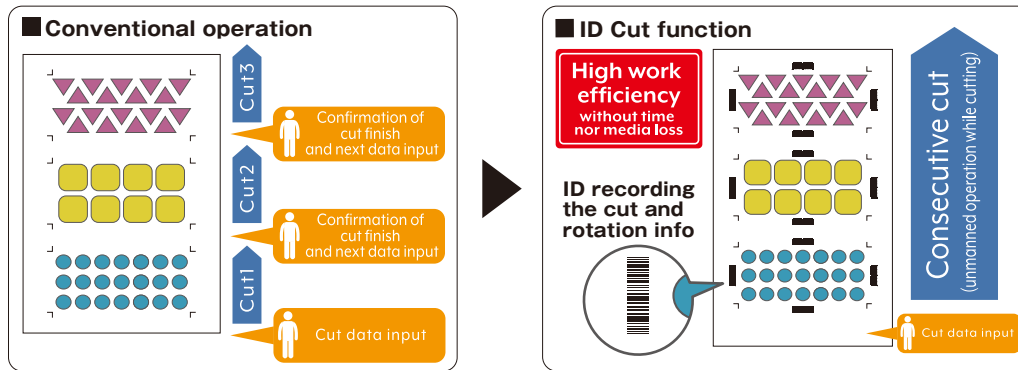 ■ Conventional operation
Cut3
Confirmation of
cut finish
and next data input
Cut2
Confirmation of
cut finish
and next data input
Cut1
Cut data input
■ ID Cut function
High work
efficiency
without time
nor media loss
ID recording
the cut and
rotation info
Consecutive cut
(unmanned operation while cutting)
Cut data input